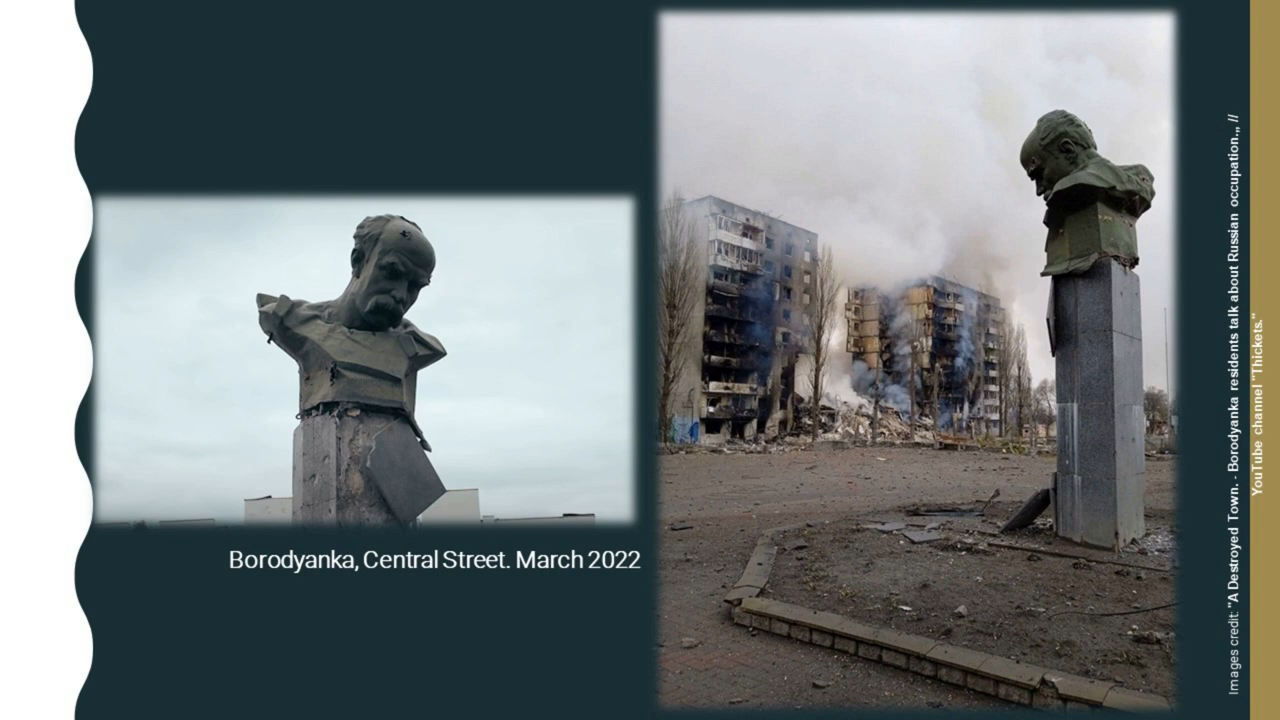 Borodyanka, Central Street. March 2022
Images credit: "A Destroyed Town. - Borodyanka residents talk about Russian occupation.,, //
YouTube channel "Thickets."